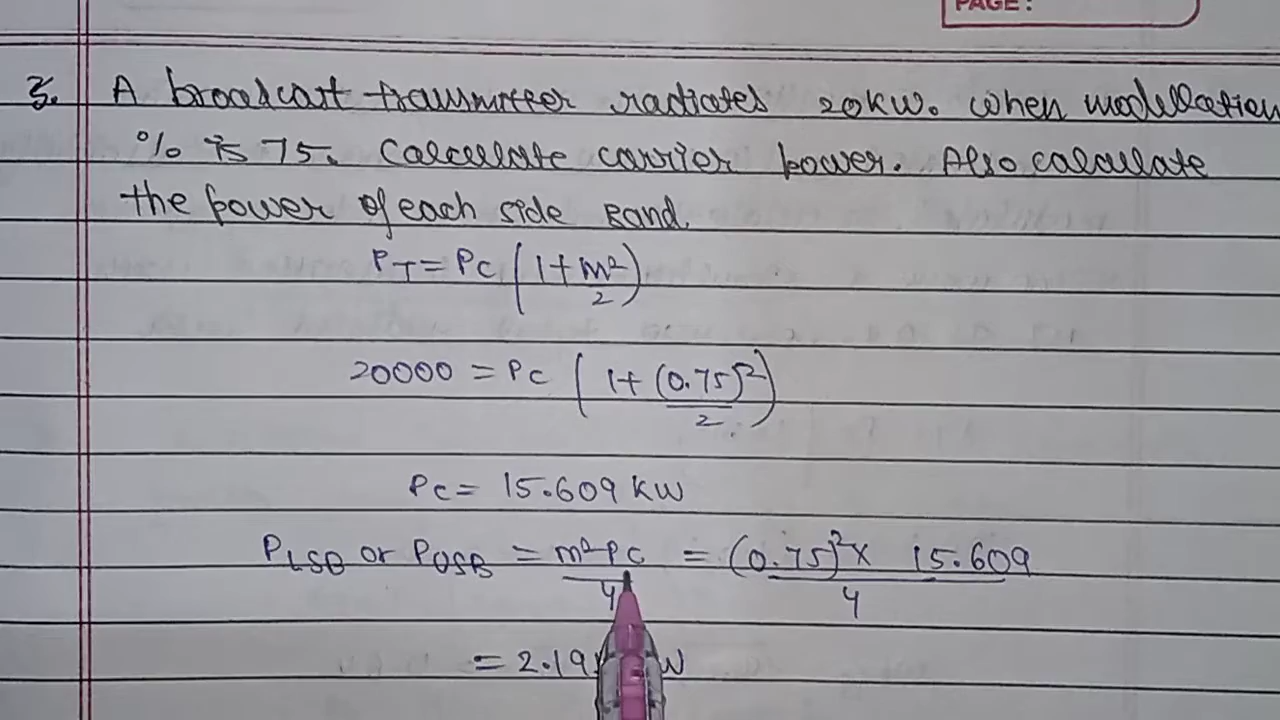 PAGE:
3. A broadcast transmitter radiates 20KW. when modullation
% is 75. Calculate carrier power. Also calculate
the power of each side Band.
PT = PC (1+m²/2)
20000 = PC (1+(0.75)²/2)
PC = 15.609 KW
PLSB or PUSB = m²PC/4 = (0.75)² x 15.609/4
= 2.19 W